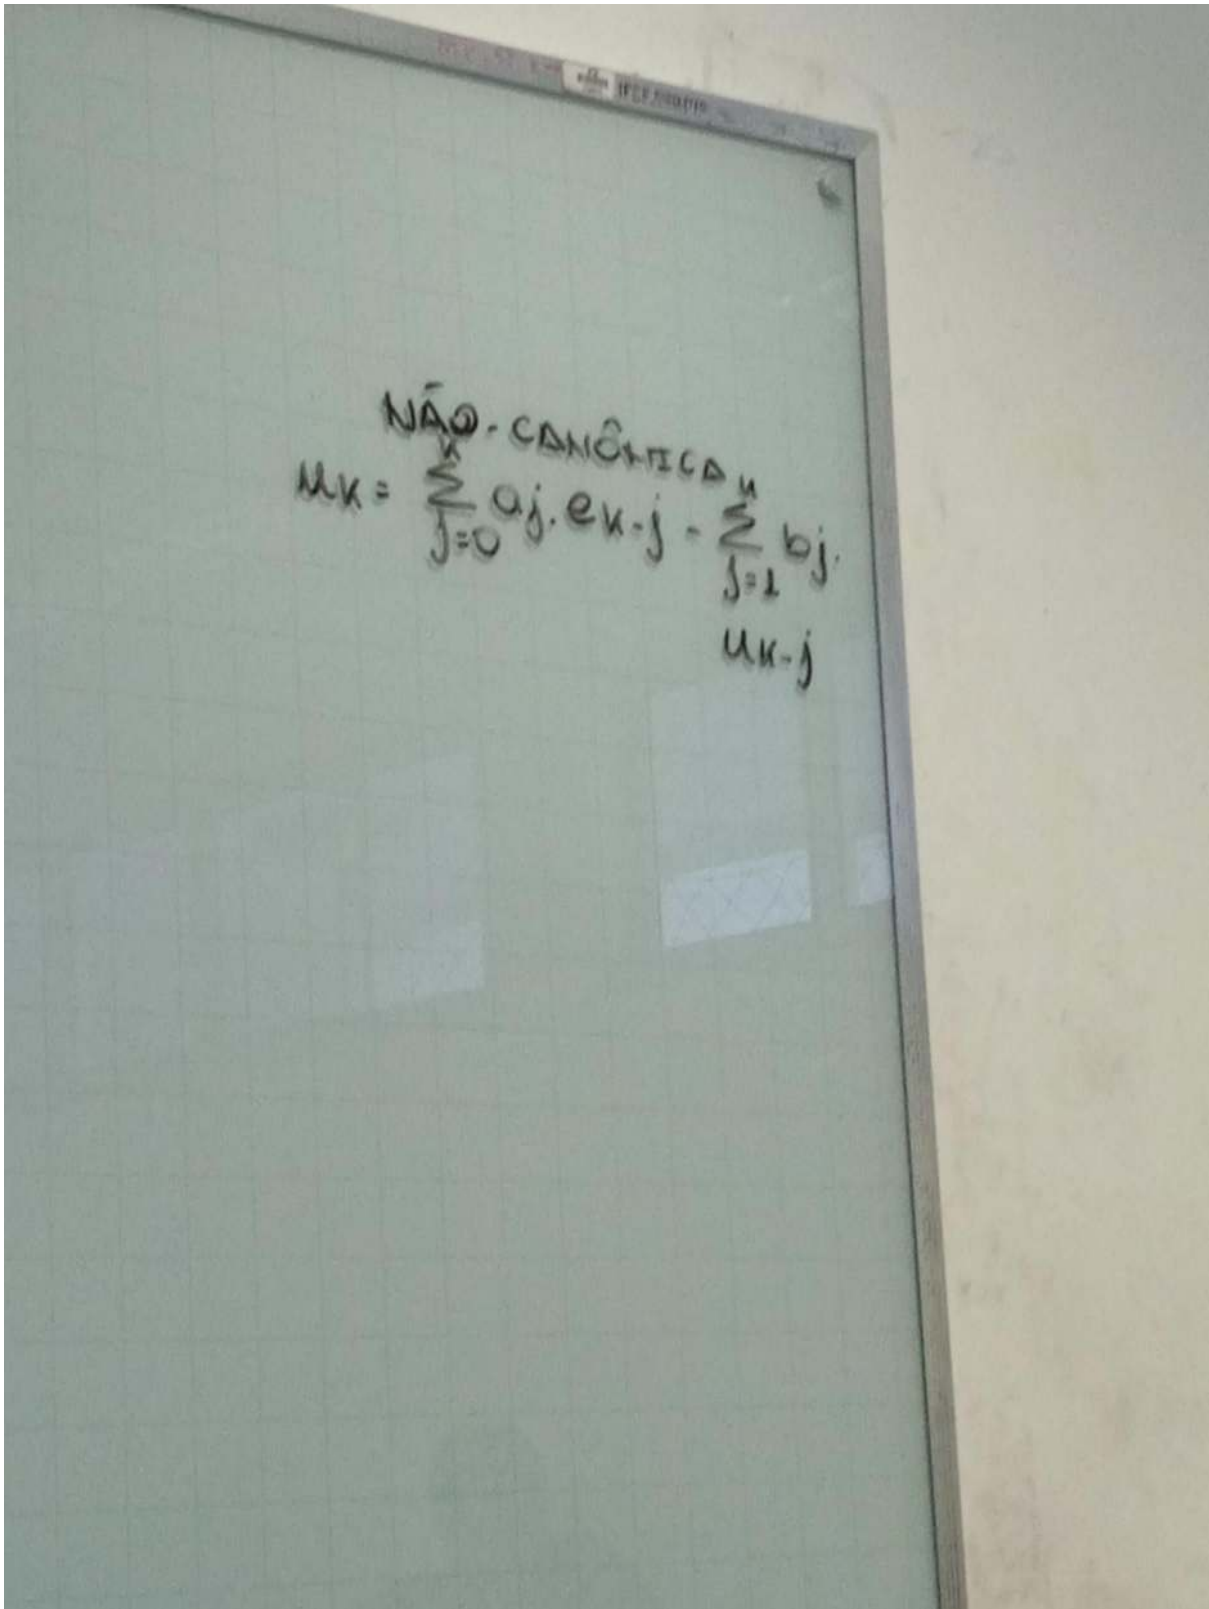 NÃO-CANÔNICA
uk = Σ(j=0, k) aj . ek-j - Σ(j=1, k) bj.
uk-j